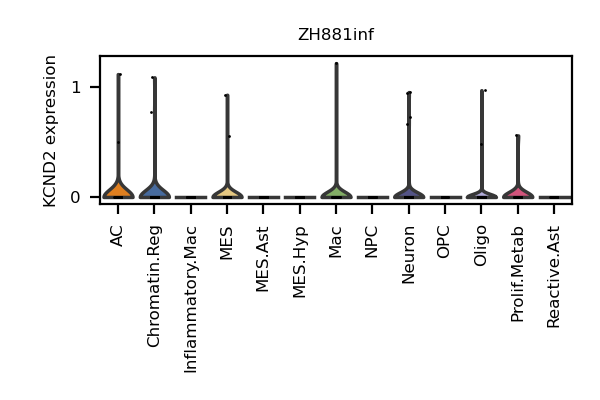 ZH881inf
KCND2 expression
1
0
AC
Chromatin.Reg
Inflammatory.Mac
MES
MES.Ast
MES.Hyp
Mac
NPC
Neuron
OPC
Oligo
Prolif.Metab
Reactive.Ast